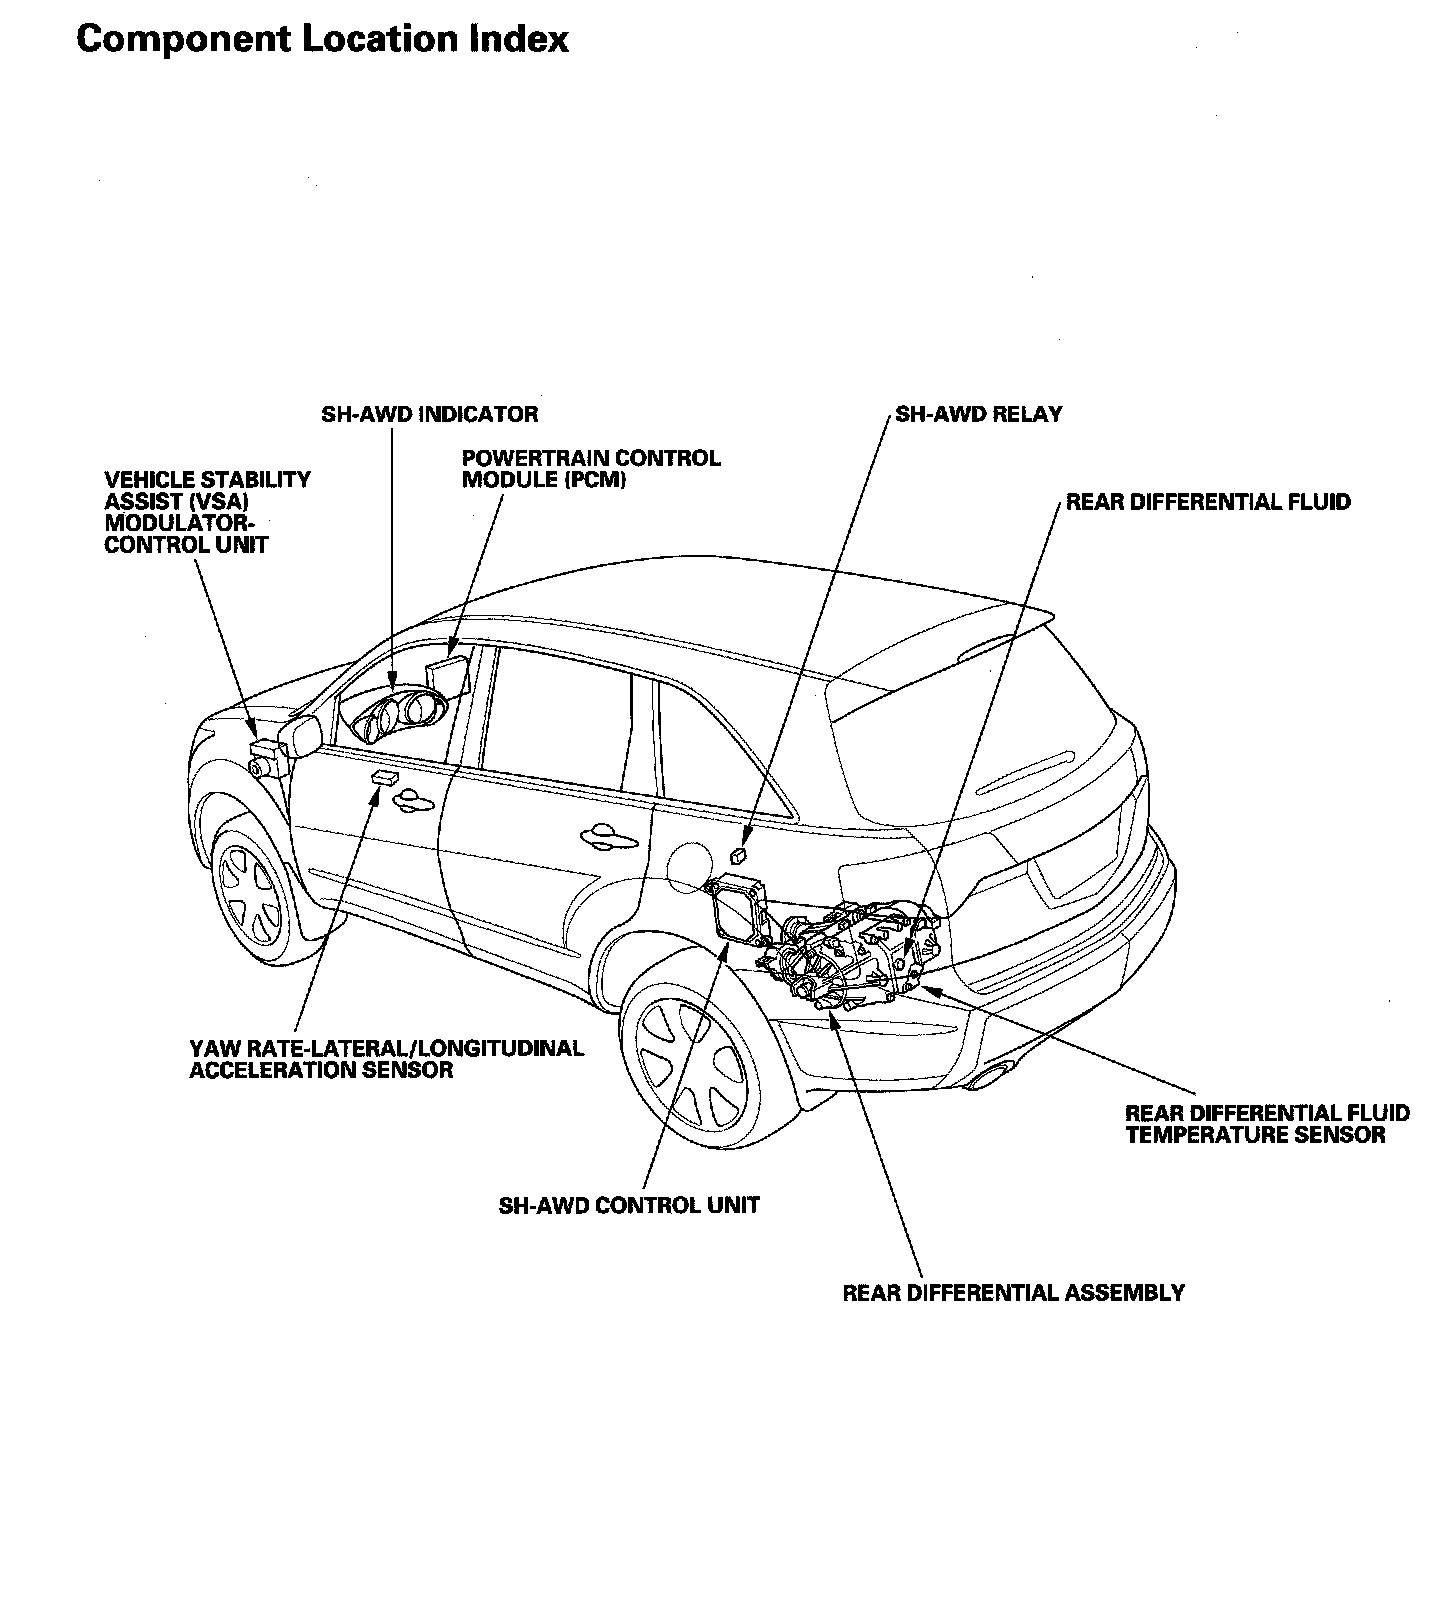 Component Location Index
SH-AWD INDICATOR
SH-AWD RELAY
POWERTRAIN CONTROL
MODULE (PCM)
VEHICLE STABILITY
ASSIST (VSA)
MODULATOR-
CONTROL UNIT
REAR DIFFERENTIAL FLUID
YAW RATE-LATERAL/LONGITUDINAL
ACCELERATION SENSOR
REAR DIFFERENTIAL FLUID
TEMPERATURE SENSOR
SH-AWD CONTROL UNIT
REAR DIFFERENTIAL ASSEMBLY